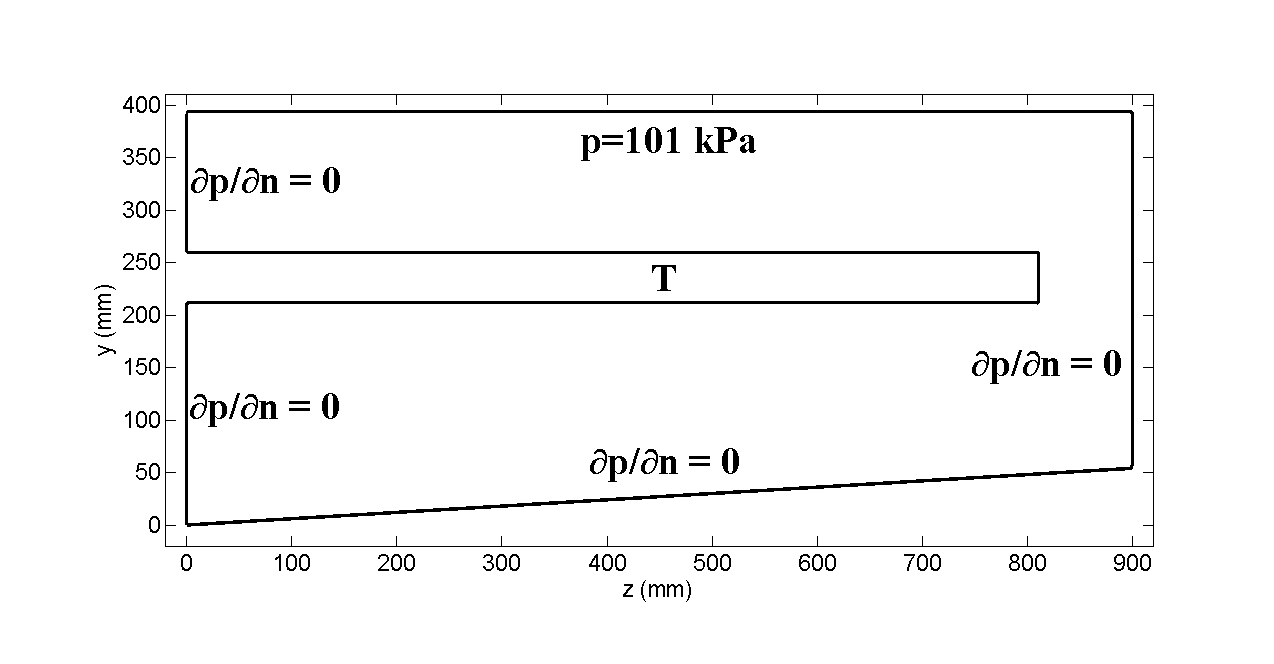 400
p=101 kPa
350
∂p/∂n = 0
300
250
T
200
y (mm)
150
∂p/∂n = 0
100
∂p/∂n = 0
50
∂p/∂n = 0
0
0 100 200 300 400 500 600 700 800 900
z (mm)